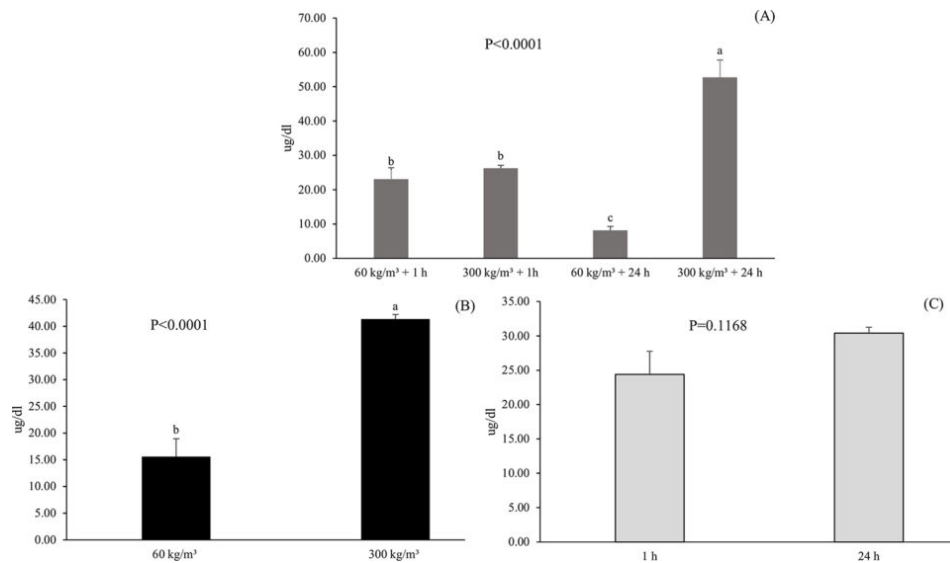 (A)
P<0.0001
70.00
60.00
50.00
40.00
30.00
20.00
10.00
0.00
ug/dl
b
b
c
a
60 kg/m³ + 1 h
300 kg/m³ + 1h
60 kg/m³ + 24 h
300 kg/m³ + 24 h
(B)
P<0.0001
45.00
40.00
35.00
30.00
25.00
20.00
15.00
10.00
5.00
0.00
ug/dl
b
a
60 kg/m³
300 kg/m³
(C)
P=0.1168
35.00
30.00
25.00
20.00
15.00
10.00
5.00
0.00
ug/dl
1 h
24 h